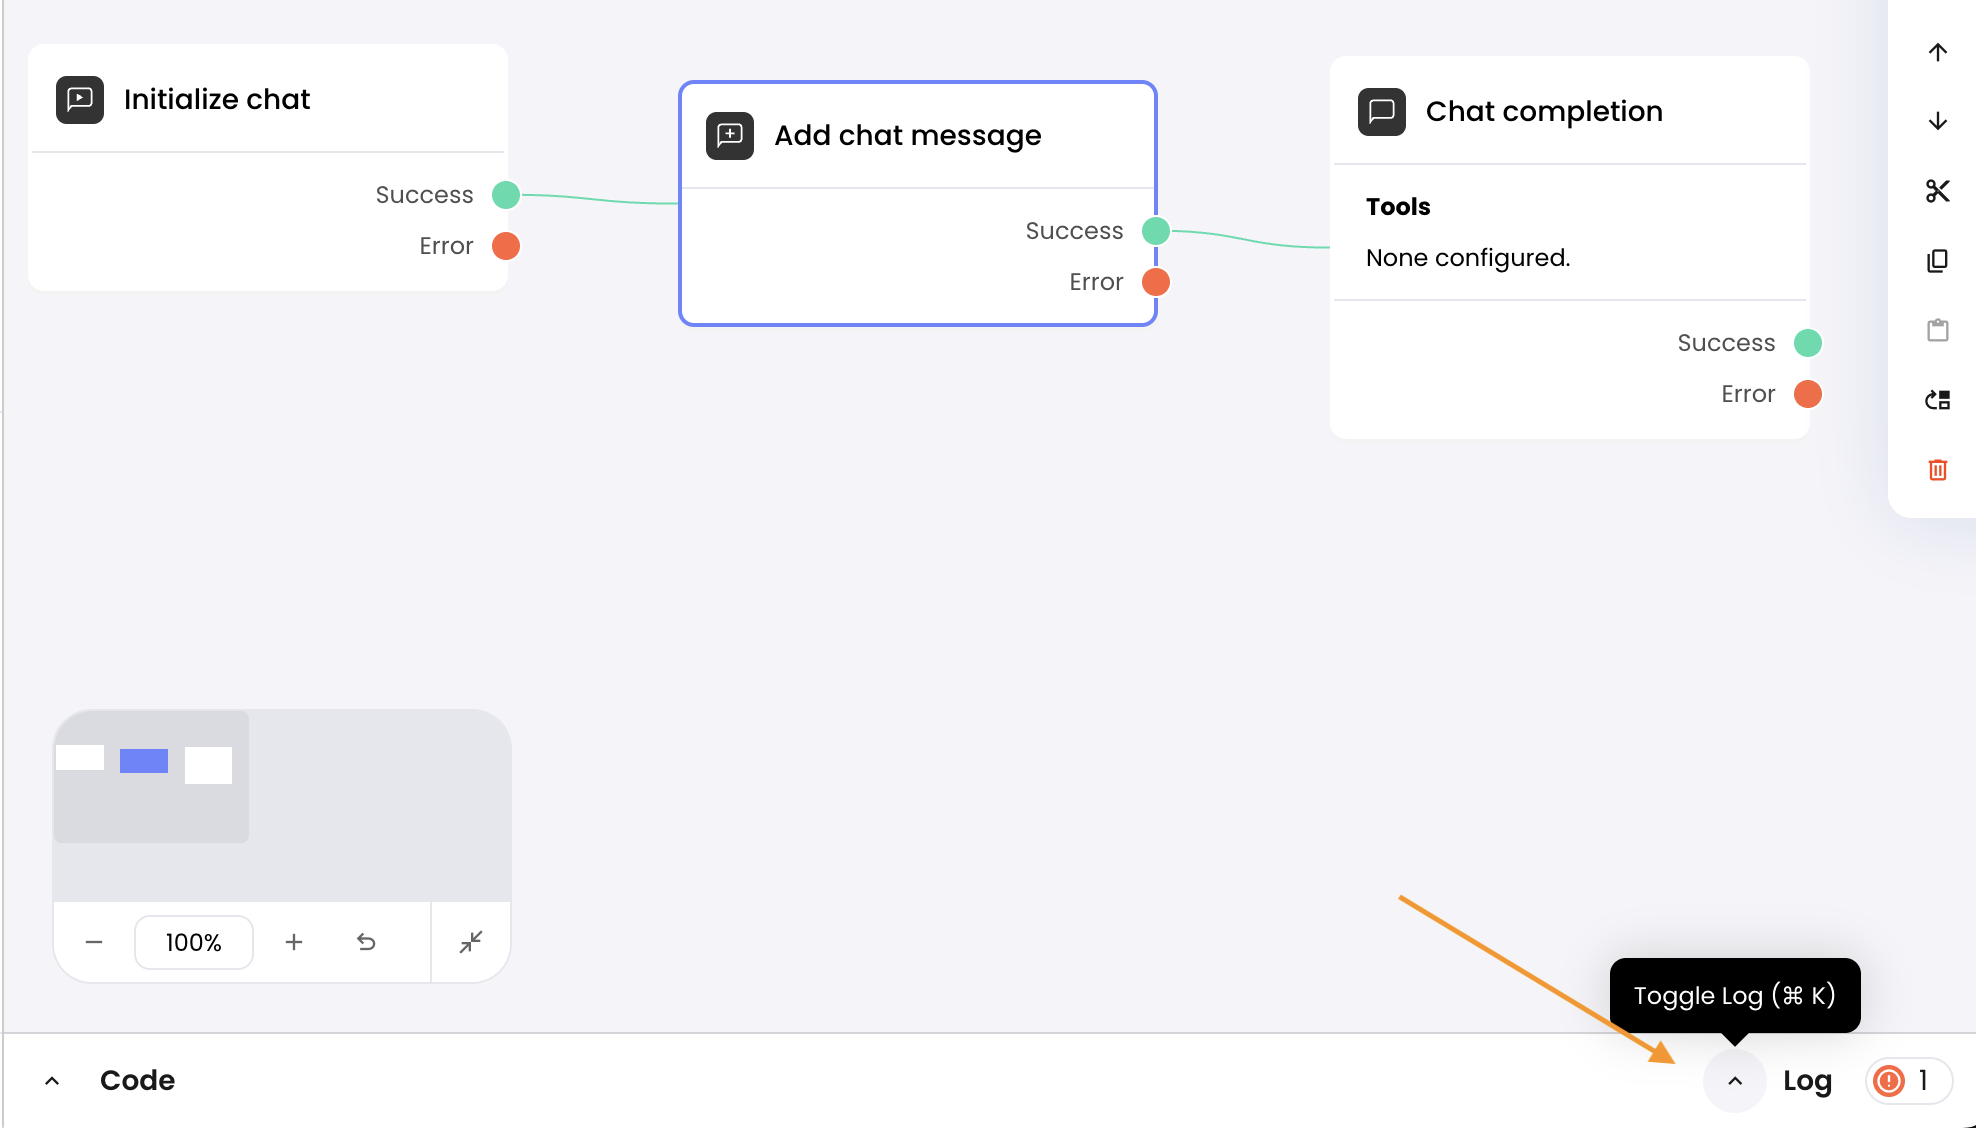 Initialize chat
Success
Error
Add chat message
Success
Error
Chat completion
Tools
None configured.
Success
Error
100%
Toggle Log (⌘ K)
Code
Log
1